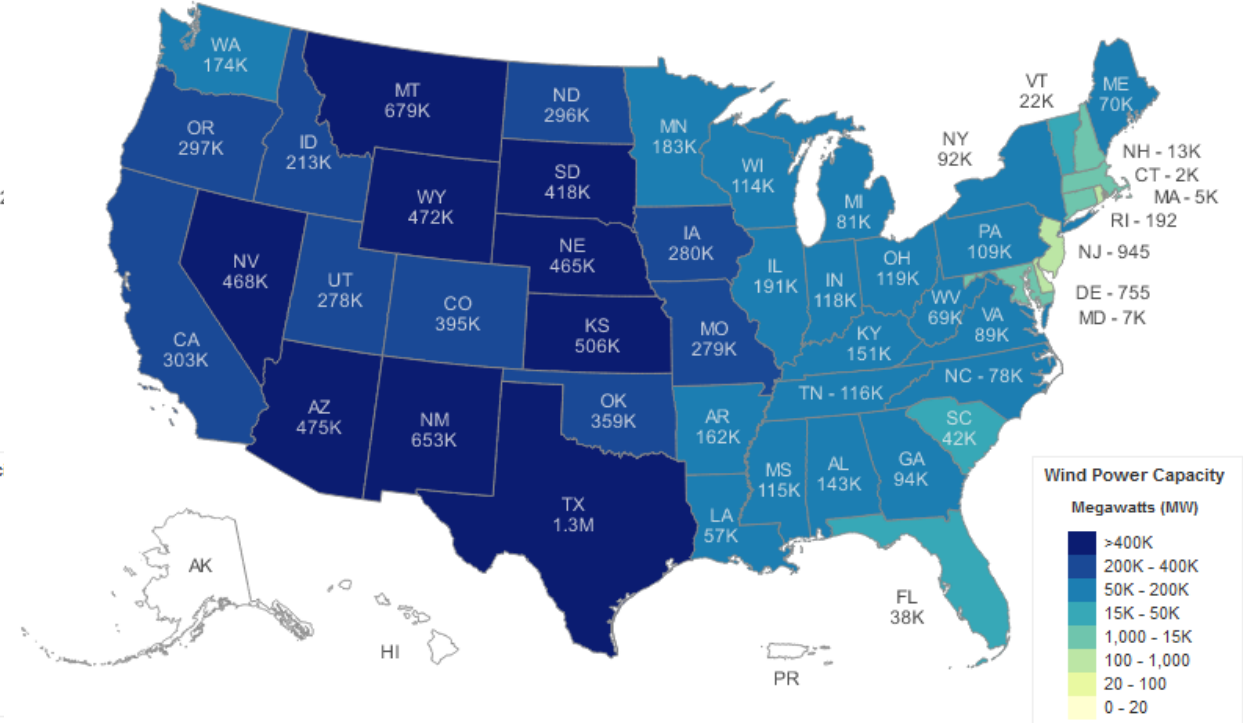 WA
174K
MT
679K
ND
296K
MN
183K
VT
22K
ME
70K
OR
297K
ID
213K
SD
418K
WI
114K
NY
92K
NH - 13K
CT - 2K
MA - 5K
RI - 192
WY
472K
MI
81K
IA
280K
PA
109K
NJ - 945
NV
468K
UT
278K
CO
395K
NE
465K
IL
191K
IN
118K
OH
119K
WV
69K
VA
89K
DE - 755
MD - 7K
CA
303K
KS
506K
MO
279K
KY
151K
NC - 78K
TN - 116K
AZ
475K
NM
653K
OK
359K
AR
162K
SC
42K
MS
115K
AL
143K
GA
94K
TX
1.3M
LA
57K
FL
38K
AK
HI
PR
Wind Power Capacity
Megawatts (MW)
>400K
200K - 400K
50K - 200K
15K - 50K
1,000 - 15K
100 - 1,000
20 - 100
0 - 20